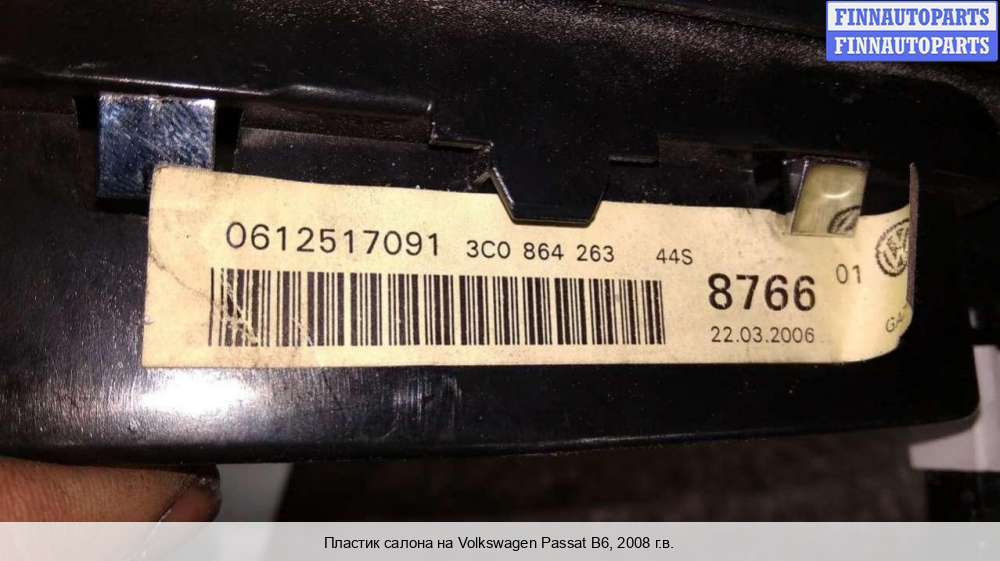 FINNAUTOPARTS
FINNAUTOPARTS
0612517091 3C0 864 263 44S
8766 01
22.03.2006
Пластик салона на Volkswagen Passat B6, 2008 г.в.